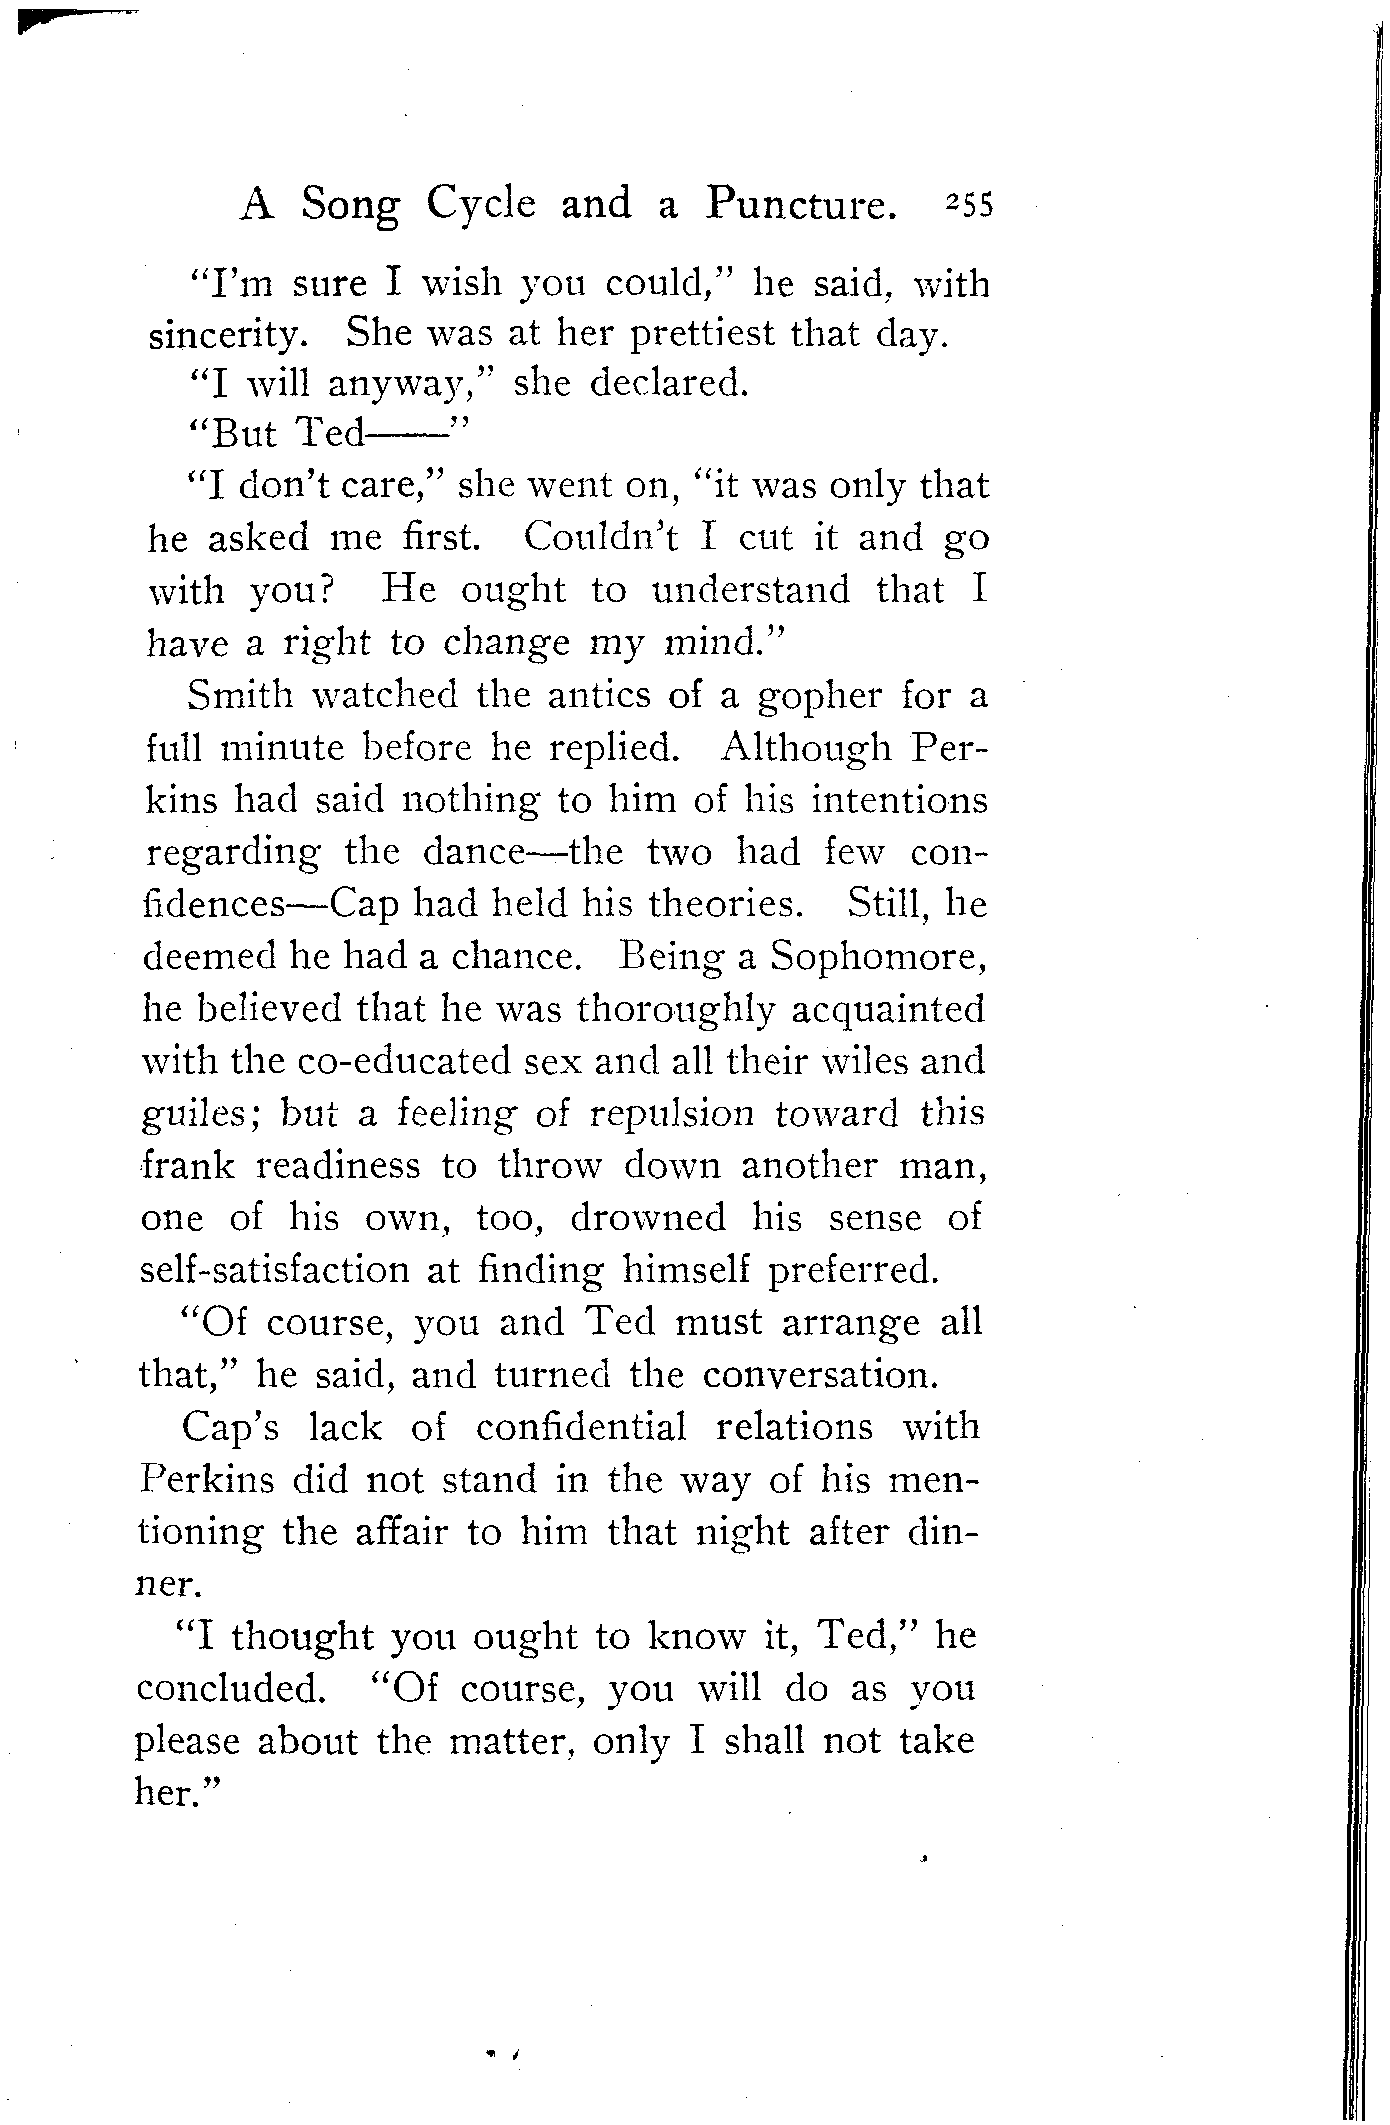 A Song Cycle and a Puncture. 255
"I'm sure I wish you could," he said, with
sincerity. She was at her prettiest that day.
"I will anyway," she declared.
"But Ted——"
"I don't care," she went on, "it was only that
he asked me first. Couldn't I cut it and go
with you? He ought to understand that I
have a right to change my mind."
Smith watched the antics of a gopher for a
full minute before he replied. Although Per-
kins had said nothing to him of his intentions
regarding the dance—the two had few con-
fidences—Cap had held his theories. Still, he
deemed he had a chance. Being a Sophomore,
he believed that he was thoroughly acquainted
with the co-educated sex and all their wiles and
guiles; but a feeling of repulsion toward this
frank readiness to throw down another man,
one of his own, too, drowned his sense of
self-satisfaction at finding himself preferred.
"Of course, you and Ted must arrange all
that," he said, and turned the conversation.
Cap's lack of confidential relations with
Perkins did not stand in the way of his men-
tioning the affair to him that night after din-
ner.
"I thought you ought to know it, Ted," he
concluded. "Of course, you will do as you
please about the matter, only I shall not take
her."